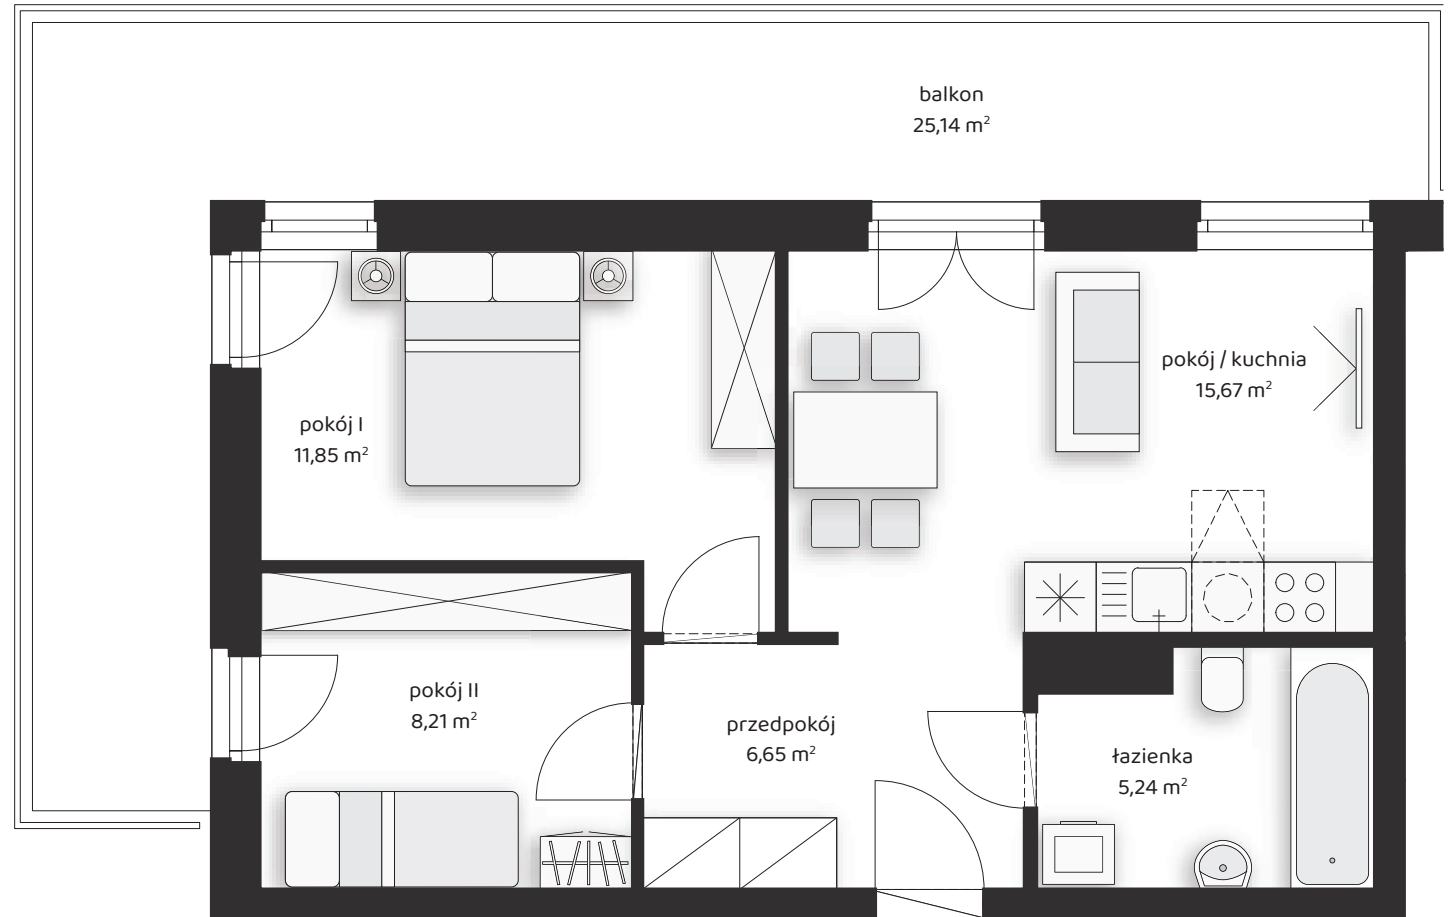 balkon
25,14 m²
pokój / kuchnia
15,67 m²
pokój I
11,85 m²
pokój II
8,21 m²
przedpokój
6,65 m²
łazienka
5,24 m²